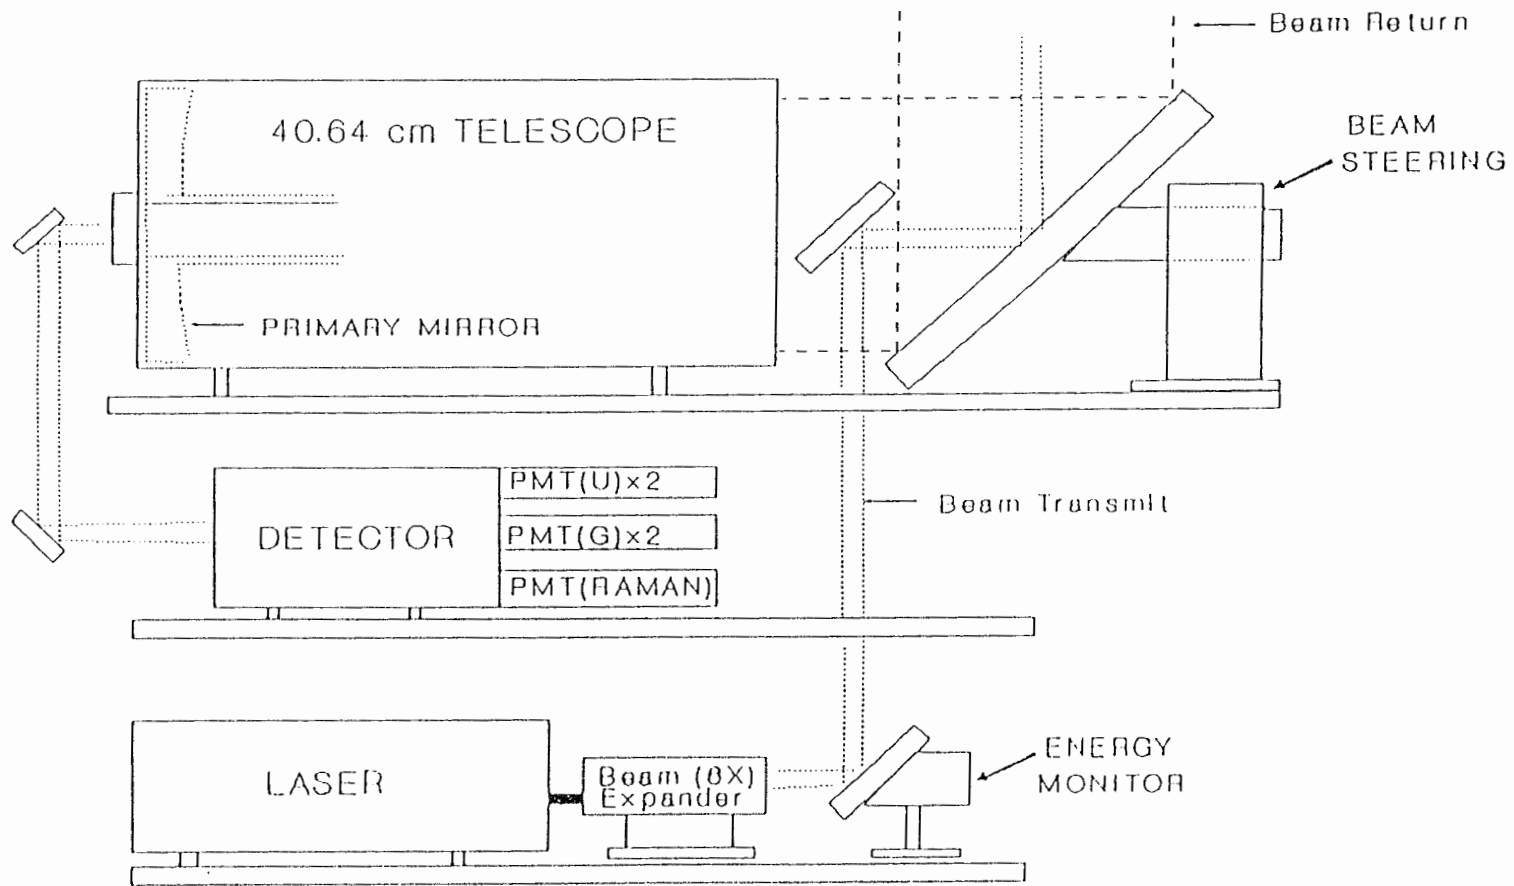 Beam Return
40.64 cm TELESCOPE
BEAM
STEERING
PRIMARY MIRROR
PMT(U)x2
Beam Transmit
DETECTOR
PMT(G)x2
PMT(RAMAN)
ENERGY
MONITOR
LASER
Beam (8X)
Expander